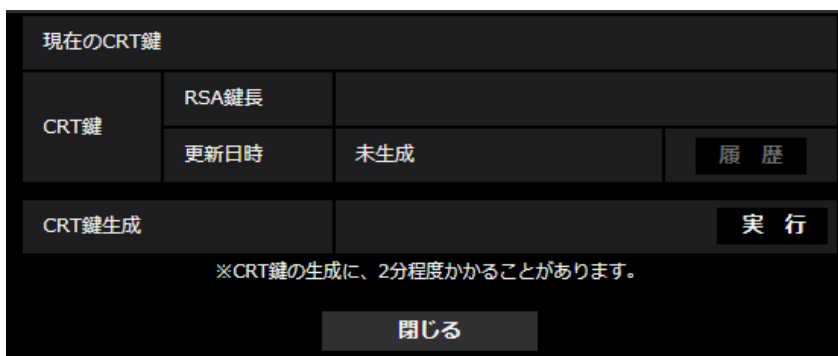 現在のCRT鍵
CRT鍵
RSA鍵長
更新日時 未生成 履 歴
CRT鍵生成 実 行
※CRT鍵の生成に、2分程度かかることがあります。
閉じる